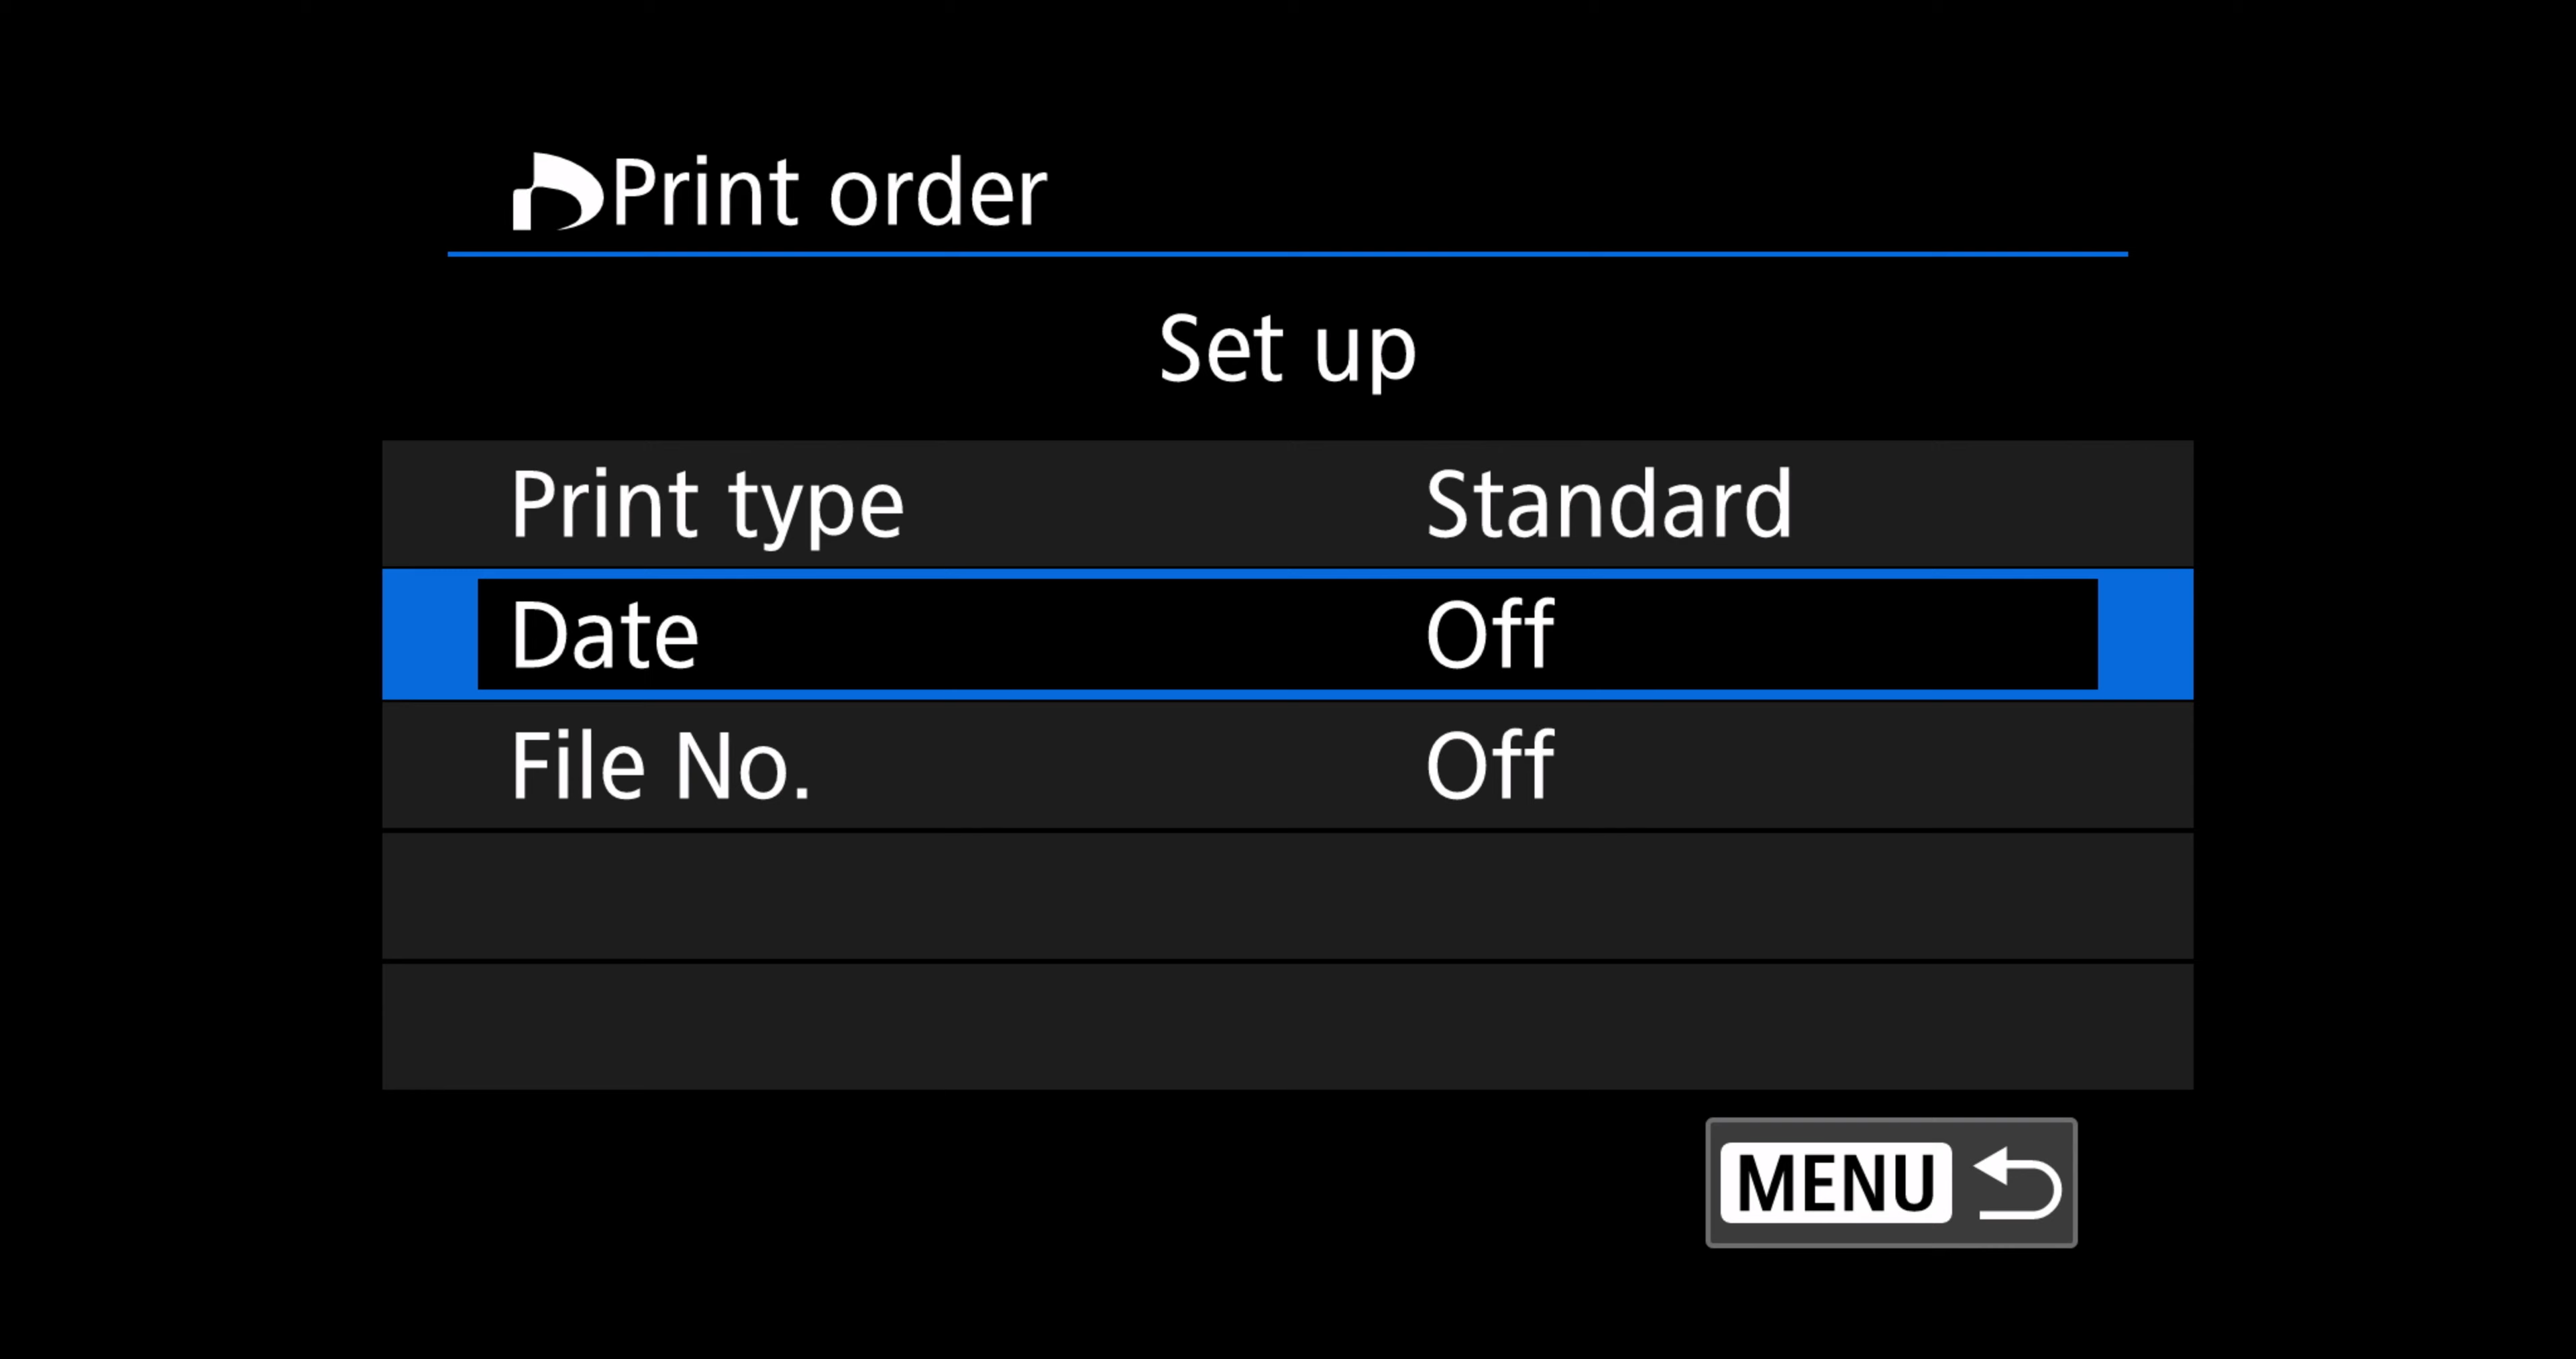 Print order
Set up
Print type Standard
Date Off
File No. Off
MENU